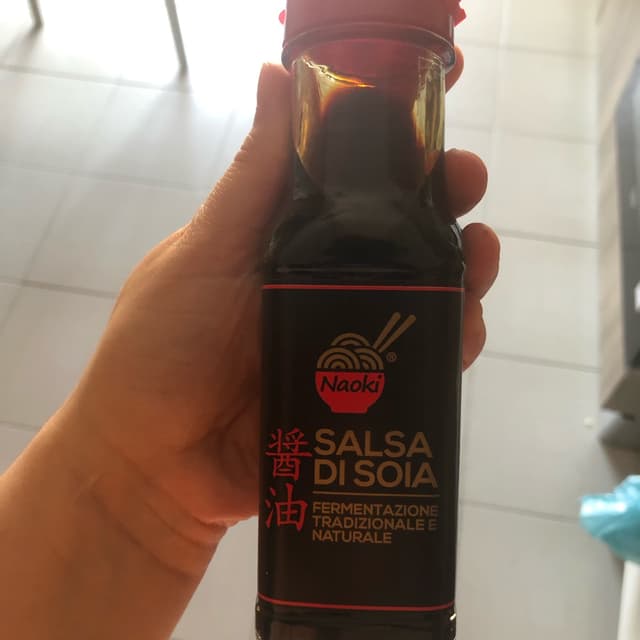 Naoki®
醤油
SALSA
DI SOIA
FERMENTAZIONE
TRADIZIONALE E
NATURALE